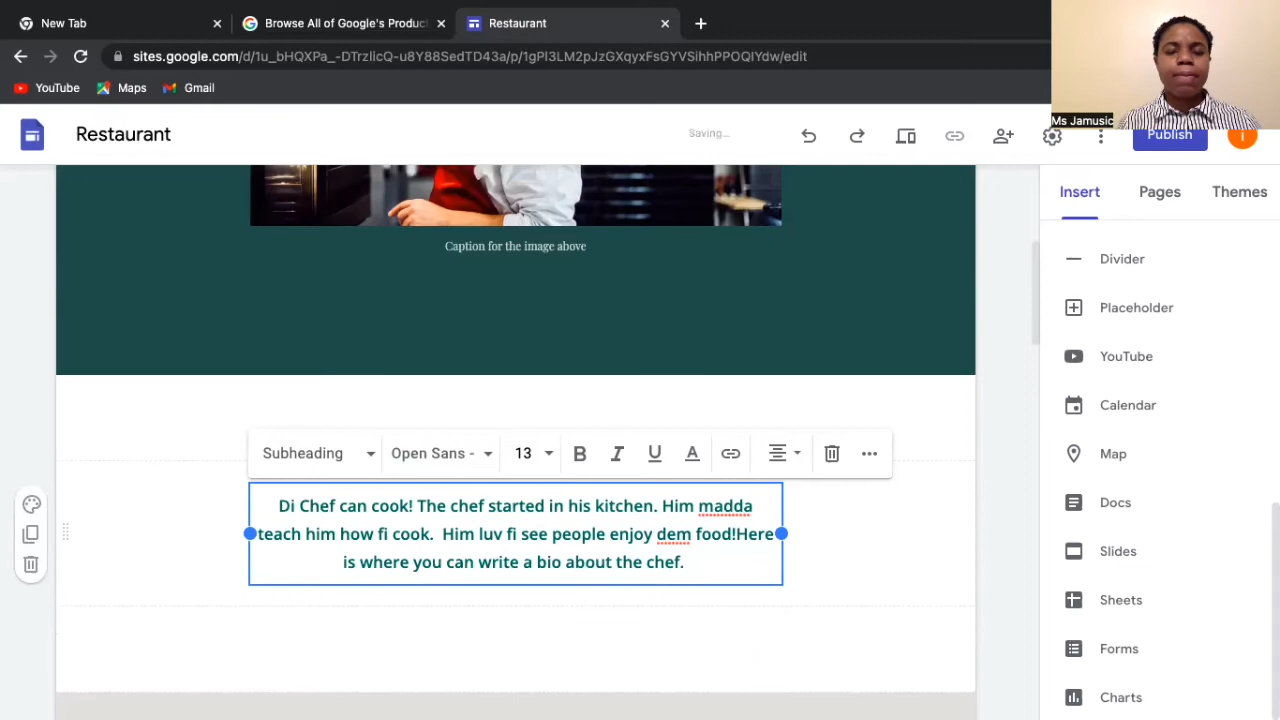 New Tab
Browse All of Google's Product
Restaurant
sites.google.com/d/1u_bHQXPa_-DTrzlicQ-u8Y88SedTD43a/p/1gPl3LM2pJzGXqyxFsGYVSihhPPOQIYdw/edit
YouTube
Maps
Gmail
Ms Jamusic
Restaurant
Saving...
Publish
Insert
Pages
Themes
Caption for the image above
Divider
Placeholder
YouTube
Calendar
Map
Docs
Slides
Sheets
Forms
Charts
Subheading
Open Sans -
13
B I U A
Di Chef can cook! The chef started in his kitchen. Him madda
teach him how fi cook.  Him luv fi see people enjoy dem food!Here
is where you can write a bio about the chef.